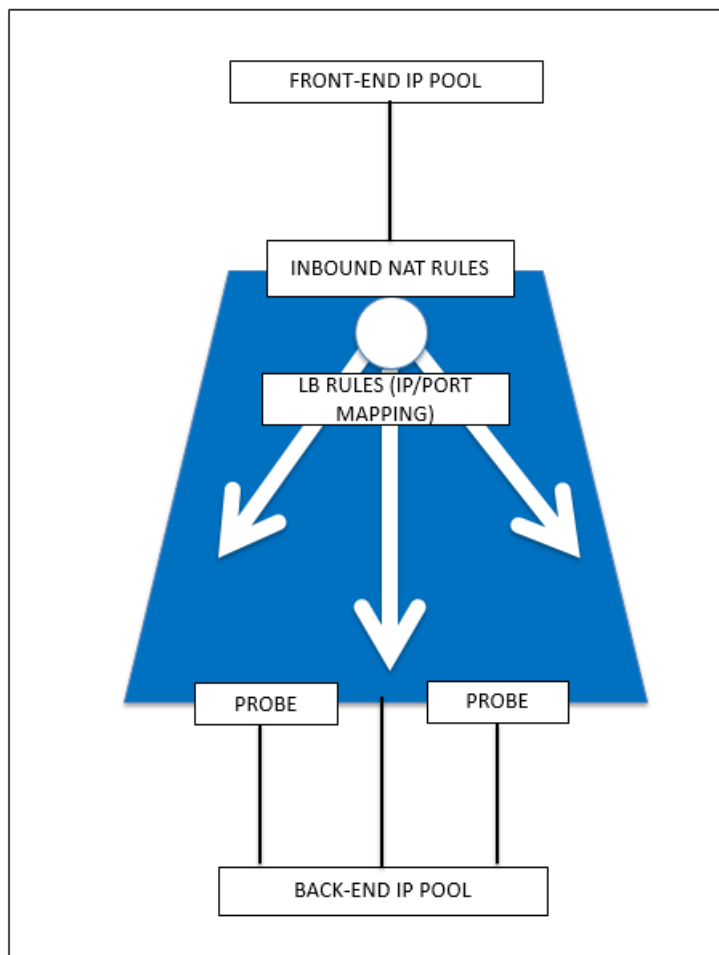 FRONT-END IP POOL
INBOUND NAT RULES
LB RULES (IP/PORT
MAPPING)
PROBE
PROBE
BACK-END IP POOL